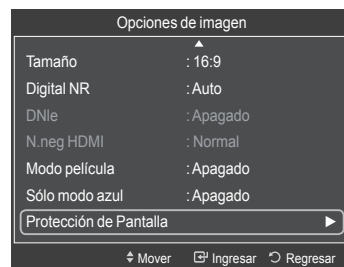 Opciones de imagen
Tamaño : 16:9
Digital NR : Auto
DNIe : Apagado
N.neg HDMI : Normal
Modo película : Apagado
Sólo modo azul : Apagado
Protección de Pantalla
Mover Ingresar Regresar